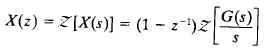 X(z) = 𝒵[X(s)] = (1 − z⁻¹)𝒵[G(s)/s]